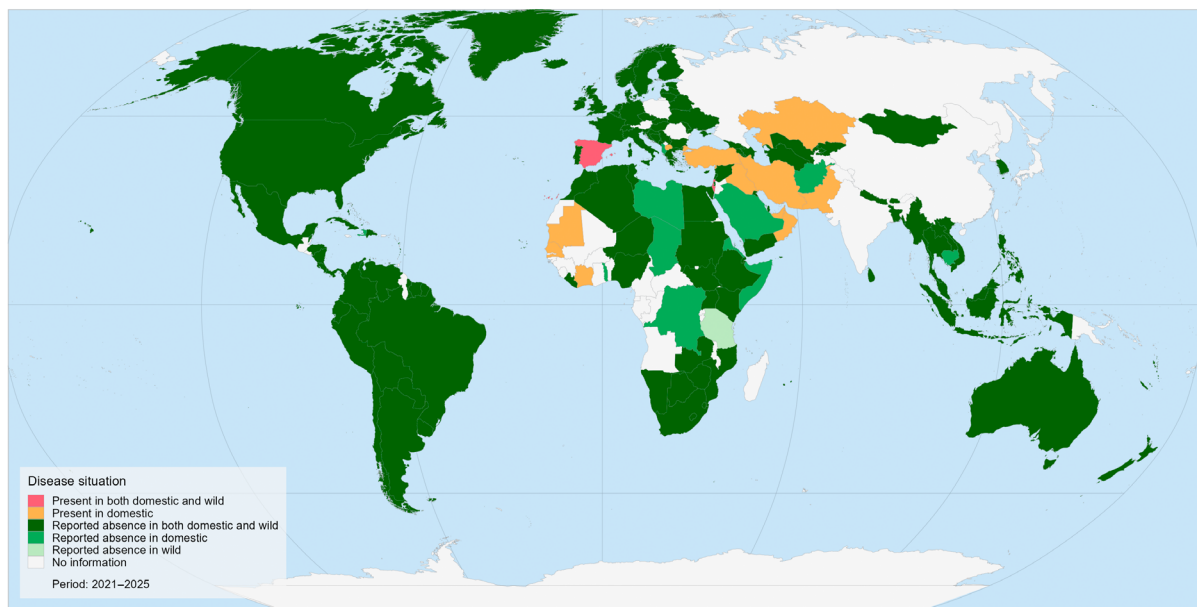 Disease situation
Present in both domestic and wild
Present in domestic
Reported absence in both domestic and wild
Reported absence in domestic
Reported absence in wild
No information
Period: 2021–2025